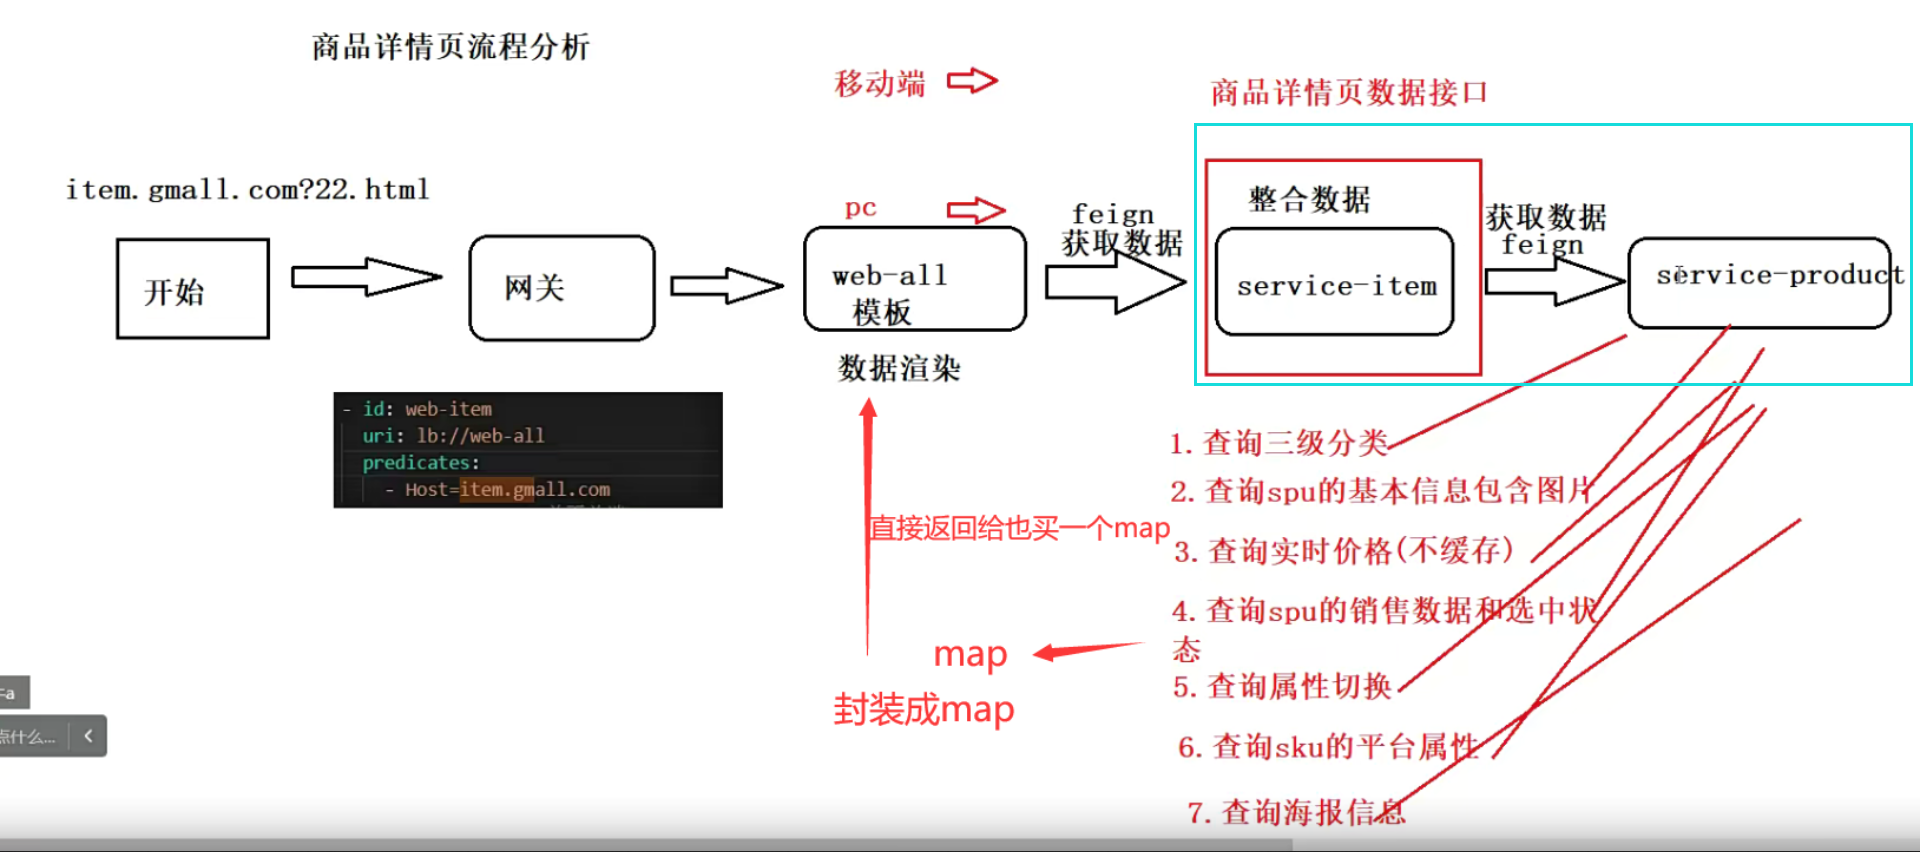 商品详情页流程分析
移动端
商品详情页数据接口
item.gmall.com?22.html
pc
feign
获取数据
整合数据
获取数据
feign
开始
网关
web-all
模板
service-item
service-product
数据渲染
- id: web-item
uri: lb://web-all
predicates:
- Host=item.gmall.com
直接返回给也买一个map
1.查询三级分类
2.查询spu的基本信息包含图片
3.查询实时价格(不缓存)
4.查询spu的销售数据和选中状
态
map
封装成map
5.查询属性切换
6.查询sku的平台属性
7.查询海报信息
点什么...